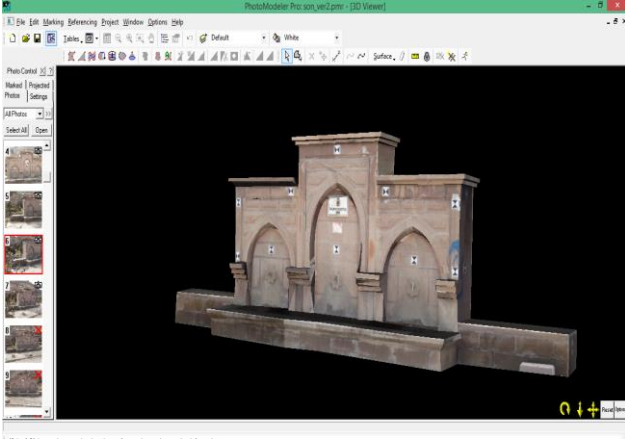 PhotoModeler Pro: son_ver2.pmr - [3D Viewer]
File Edit Marking Referencing Project Window Options Help
Tables... Default White
Surface...
Photo Control
Marked Projected
Photos Settings
All Photos
Select All Open
4
5
6
7
8
9
Reset